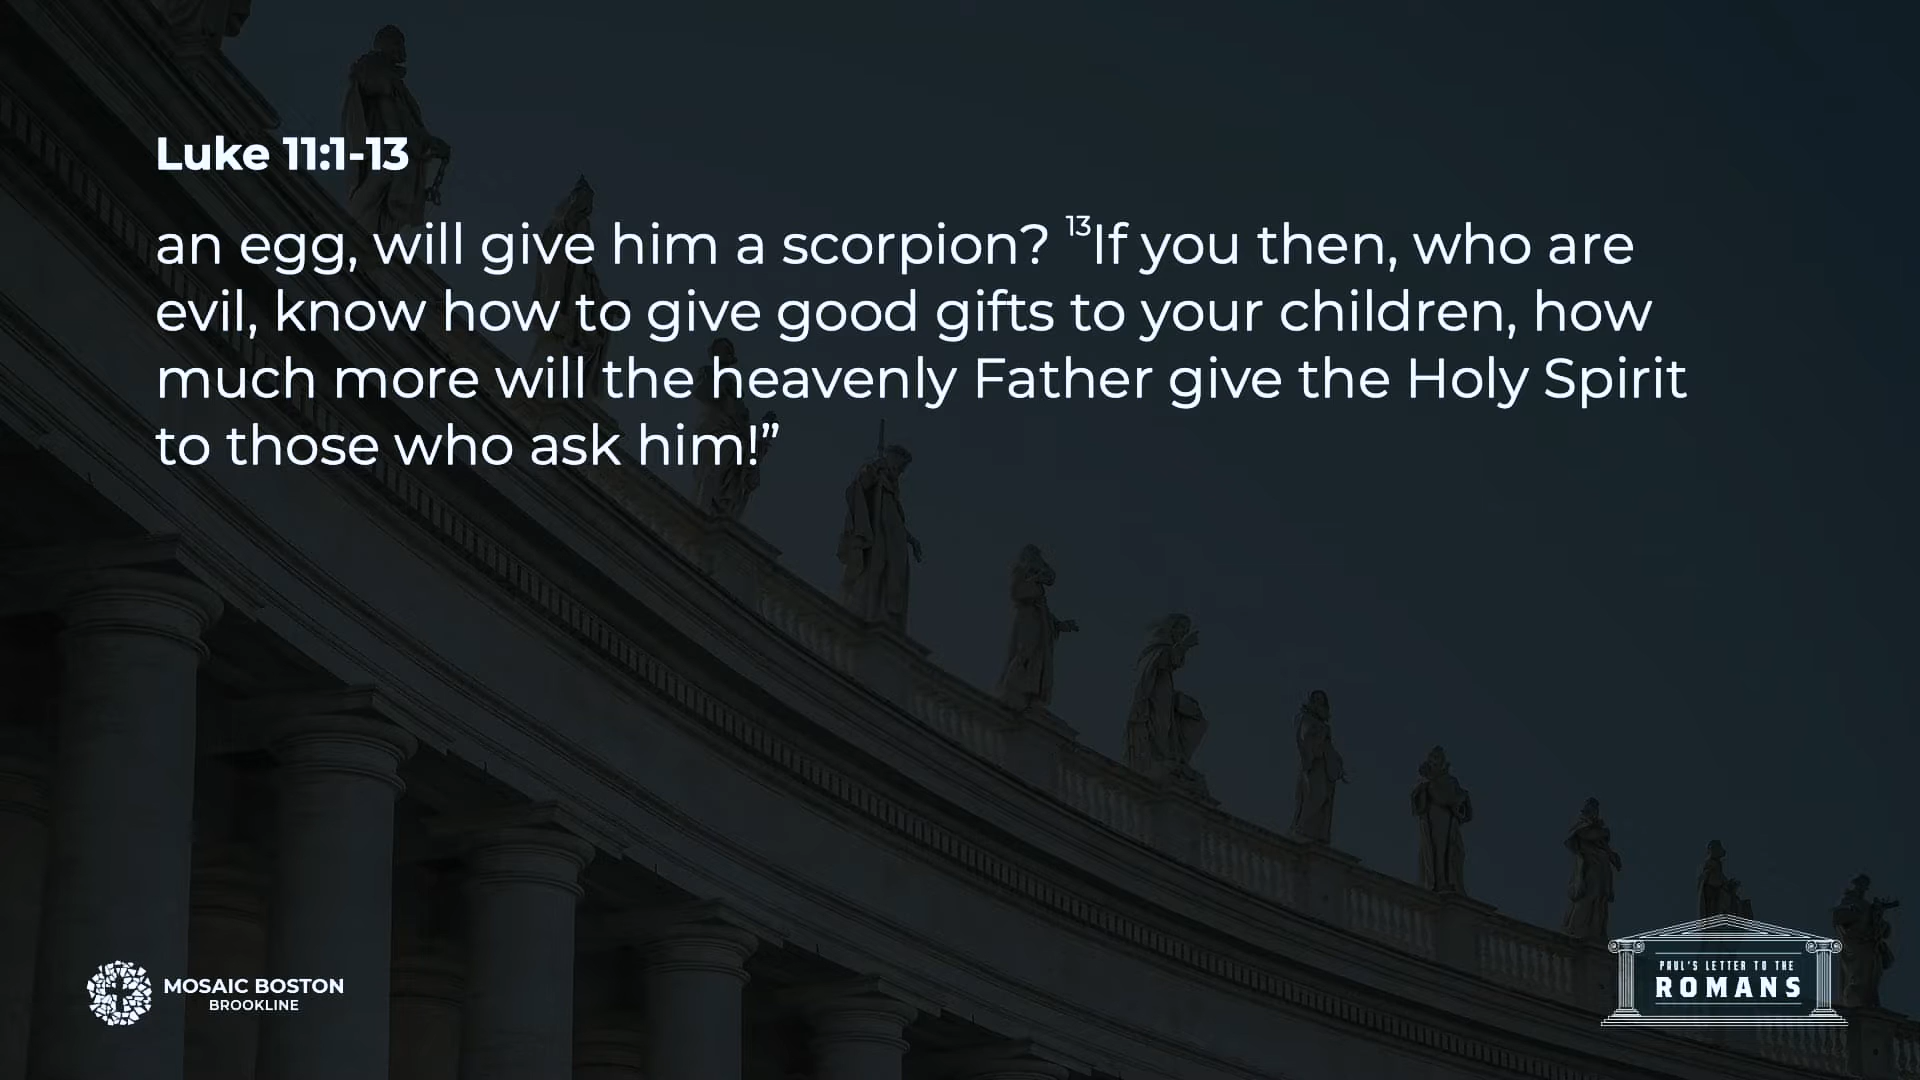 Luke 11:1-13
an egg, will give him a scorpion? ¹³If you then, who are
evil, know how to give good gifts to your children, how
much more will the heavenly Father give the Holy Spirit
to those who ask him!”
MOSAIC BOSTON
BROOKLINE
PAUL'S LETTER TO THE
ROMANS